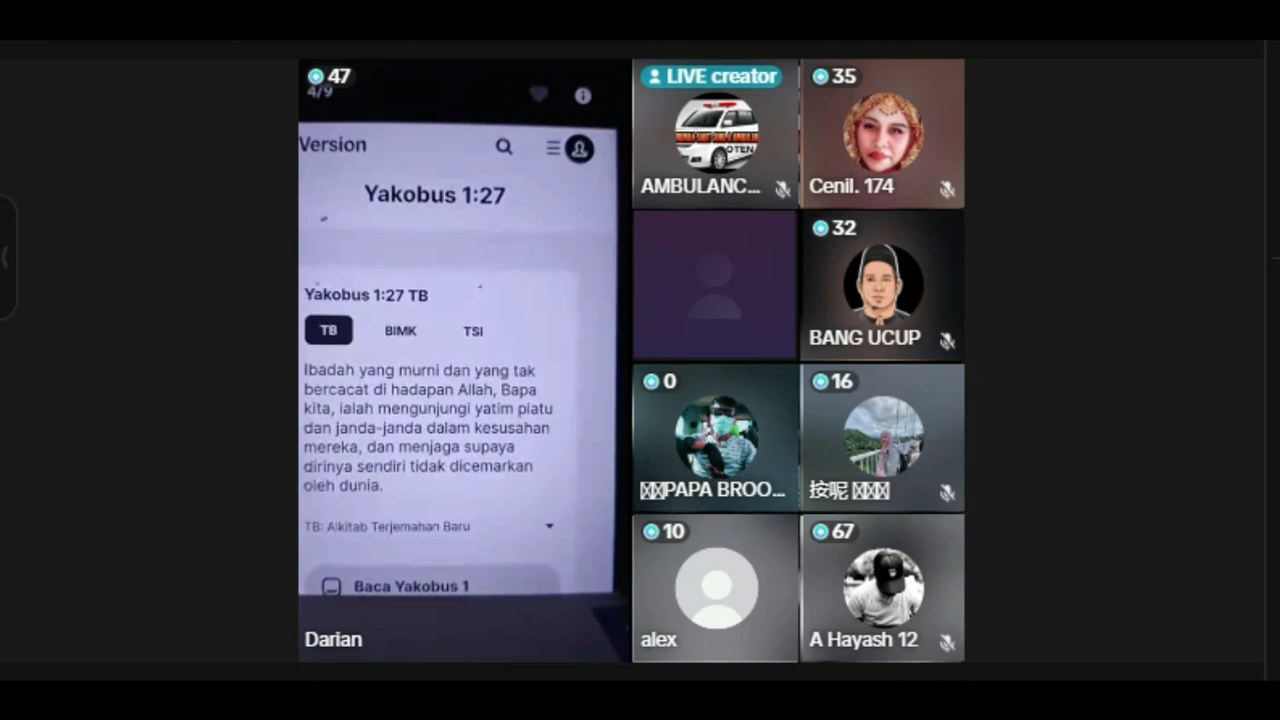 47
4/9
Version
Yakobus 1:27
Yakobus 1:27 TB
TB BIMK TSI
Ibadah yang murni dan yang tak
bercacat di hadapan Allah, Bapa
kita, ialah mengunjungi yatim piatu
dan janda-janda dalam kesusahan
mereka, dan menjaga supaya
dirinya sendiri tidak dicemarkan
oleh dunia.
TB: Alkitab Terjemahan Baru
Baca Yakobus 1
Darian
LIVE creator
OTEN
AMBULANC...
35
Cenil. 174
32
BANG UCUP
0
PAPA BROO...
16
按呢
10
alex
67
A Hayash 12